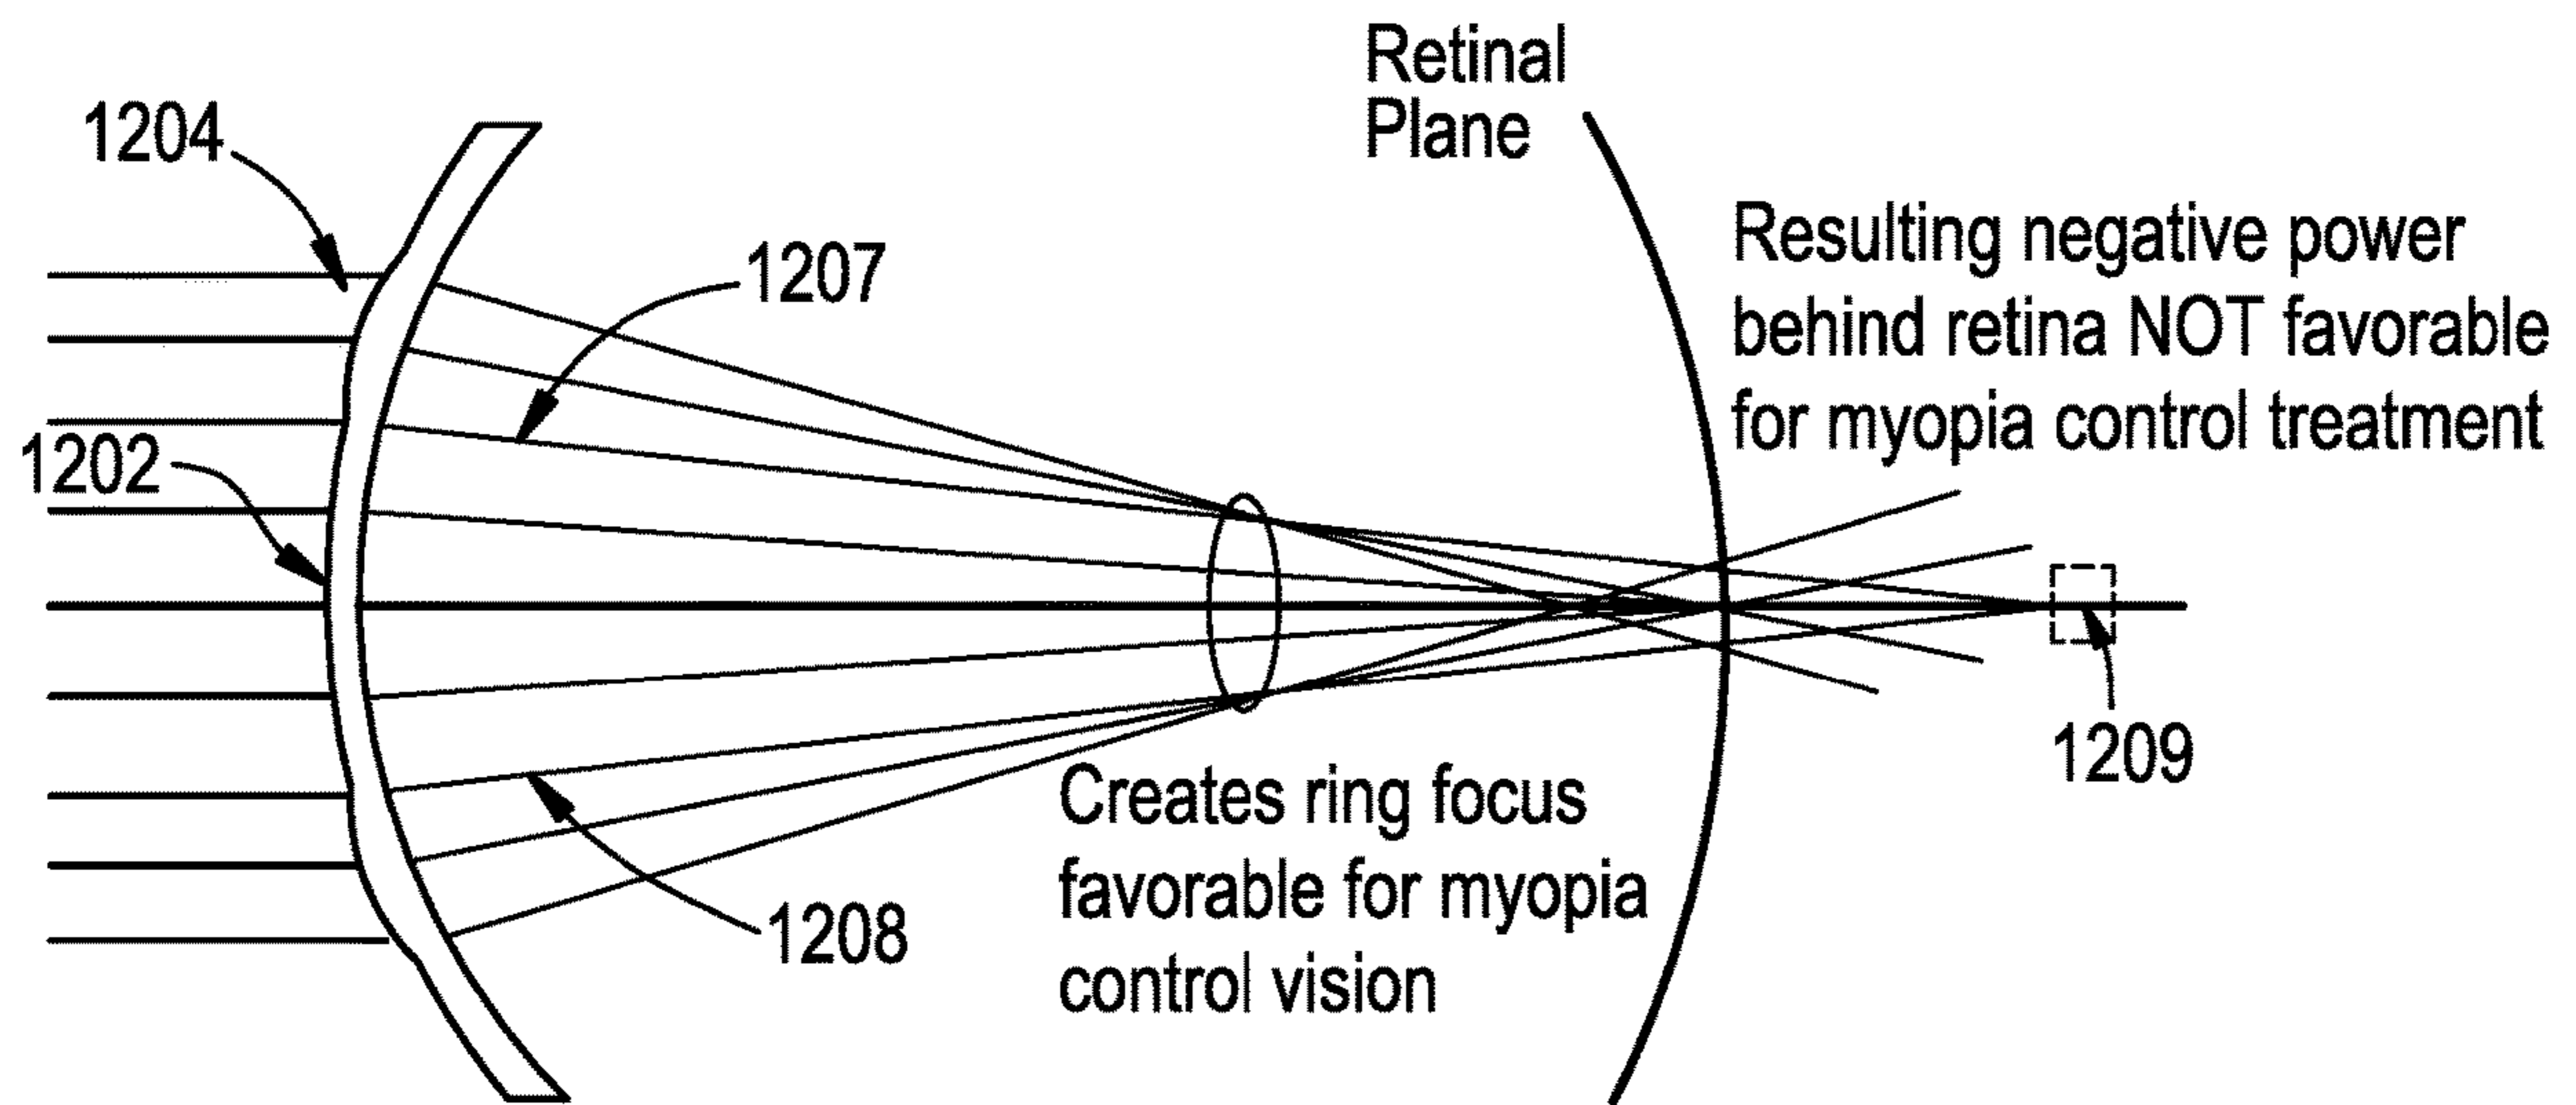 Retinal
Plane
1204
1207
Resulting negative power
behind retina NOT favorable
for myopia control treatment
1202
1209
Creates ring focus
favorable for myopia
control vision
1208